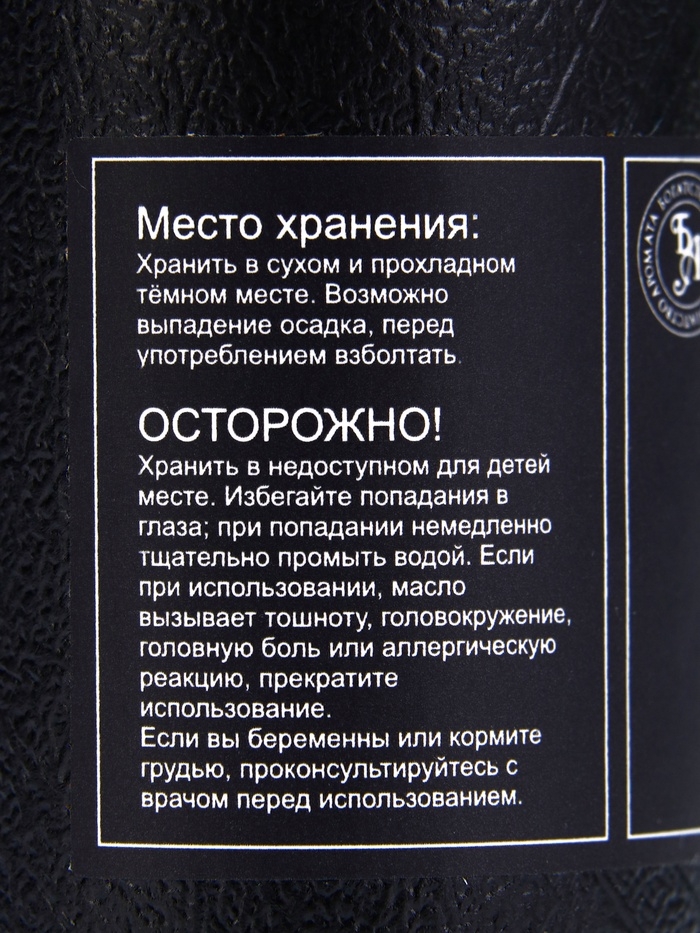 Место хранения:
Хранить в сухом и прохладном
тёмном месте. Возможно
выпадение осадка, перед
употреблением взболтать.
ОСТОРОЖНО!
Хранить в недоступном для детей
месте. Избегайте попадания в
глаза; при попадании немедленно
тщательно промыть водой. Если
при использовании, масло
вызывает тошноту, головокружение,
головную боль или аллергическую
реакцию, прекратите
использование.
Если вы беременны или кормите
грудью, проконсультируйтесь с
врачом перед использованием.
АРОМАТА